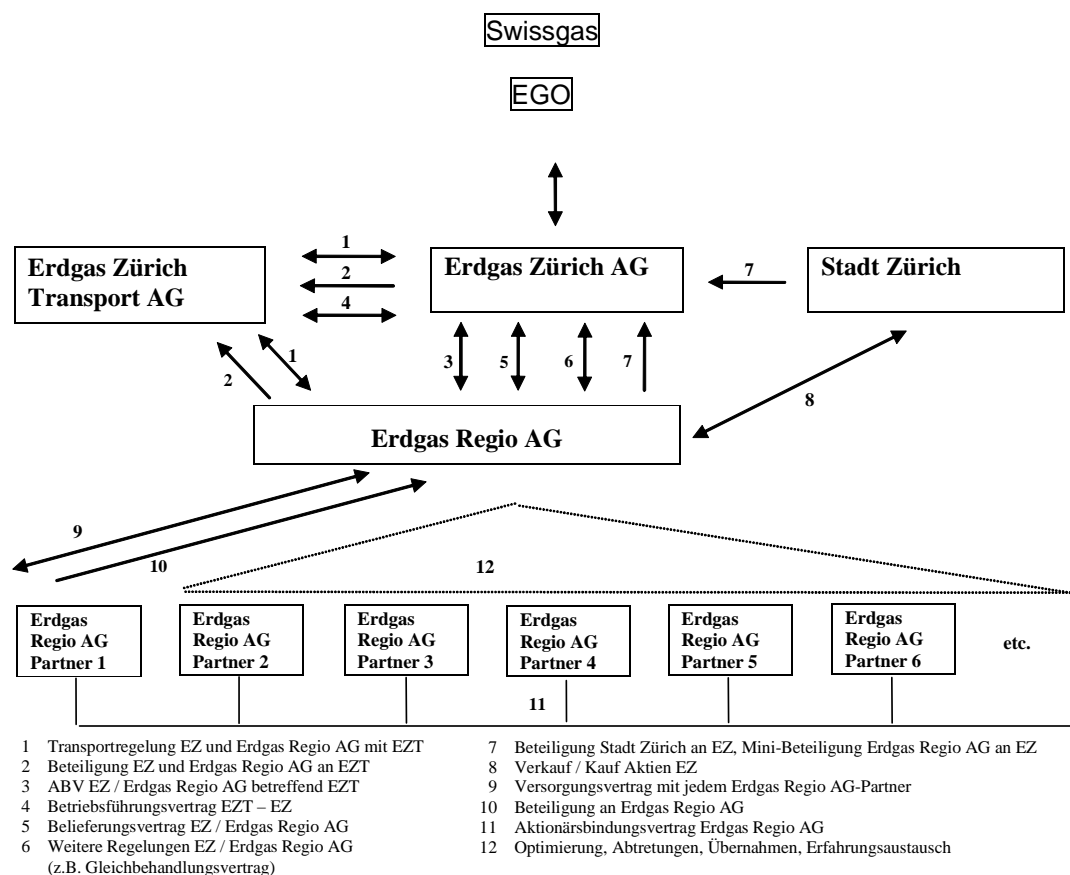 Swissgas
EGO
Erdgas Zürich
Transport AG
1
2
4
Erdgas Zürich AG
7
Stadt Zürich
2
1
3
5
6
7
8
Erdgas Regio AG
9
10
12
Erdgas
Regio AG
Partner 1
Erdgas
Regio AG
Partner 2
Erdgas
Regio AG
Partner 3
Erdgas
Regio AG
Partner 4
Erdgas
Regio AG
Partner 5
Erdgas
Regio AG
Partner 6
etc.
11
1 Transportregelung EZ und Erdgas Regio AG mit EZT
2 Beteiligung EZ und Erdgas Regio AG an EZT
3 ABV EZ / Erdgas Regio AG betreffend EZT
4 Betriebsführungsvertrag EZT – EZ
5 Belieferungsvertrag EZ / Erdgas Regio AG
6 Weitere Regelungen EZ / Erdgas Regio AG
(z.B. Gleichbehandlungsvertrag)
7 Beteiligung Stadt Zürich an EZ, Mini-Beteiligung Erdgas Regio AG an EZ
8 Verkauf / Kauf Aktien EZ
9 Versorgungsvertrag mit jedem Erdgas Regio AG-Partner
10 Beteiligung an Erdgas Regio AG
11 Aktionärsbindungsvertrag Erdgas Regio AG
12 Optimierung, Abtretungen, Übernahmen, Erfahrungsaustausch